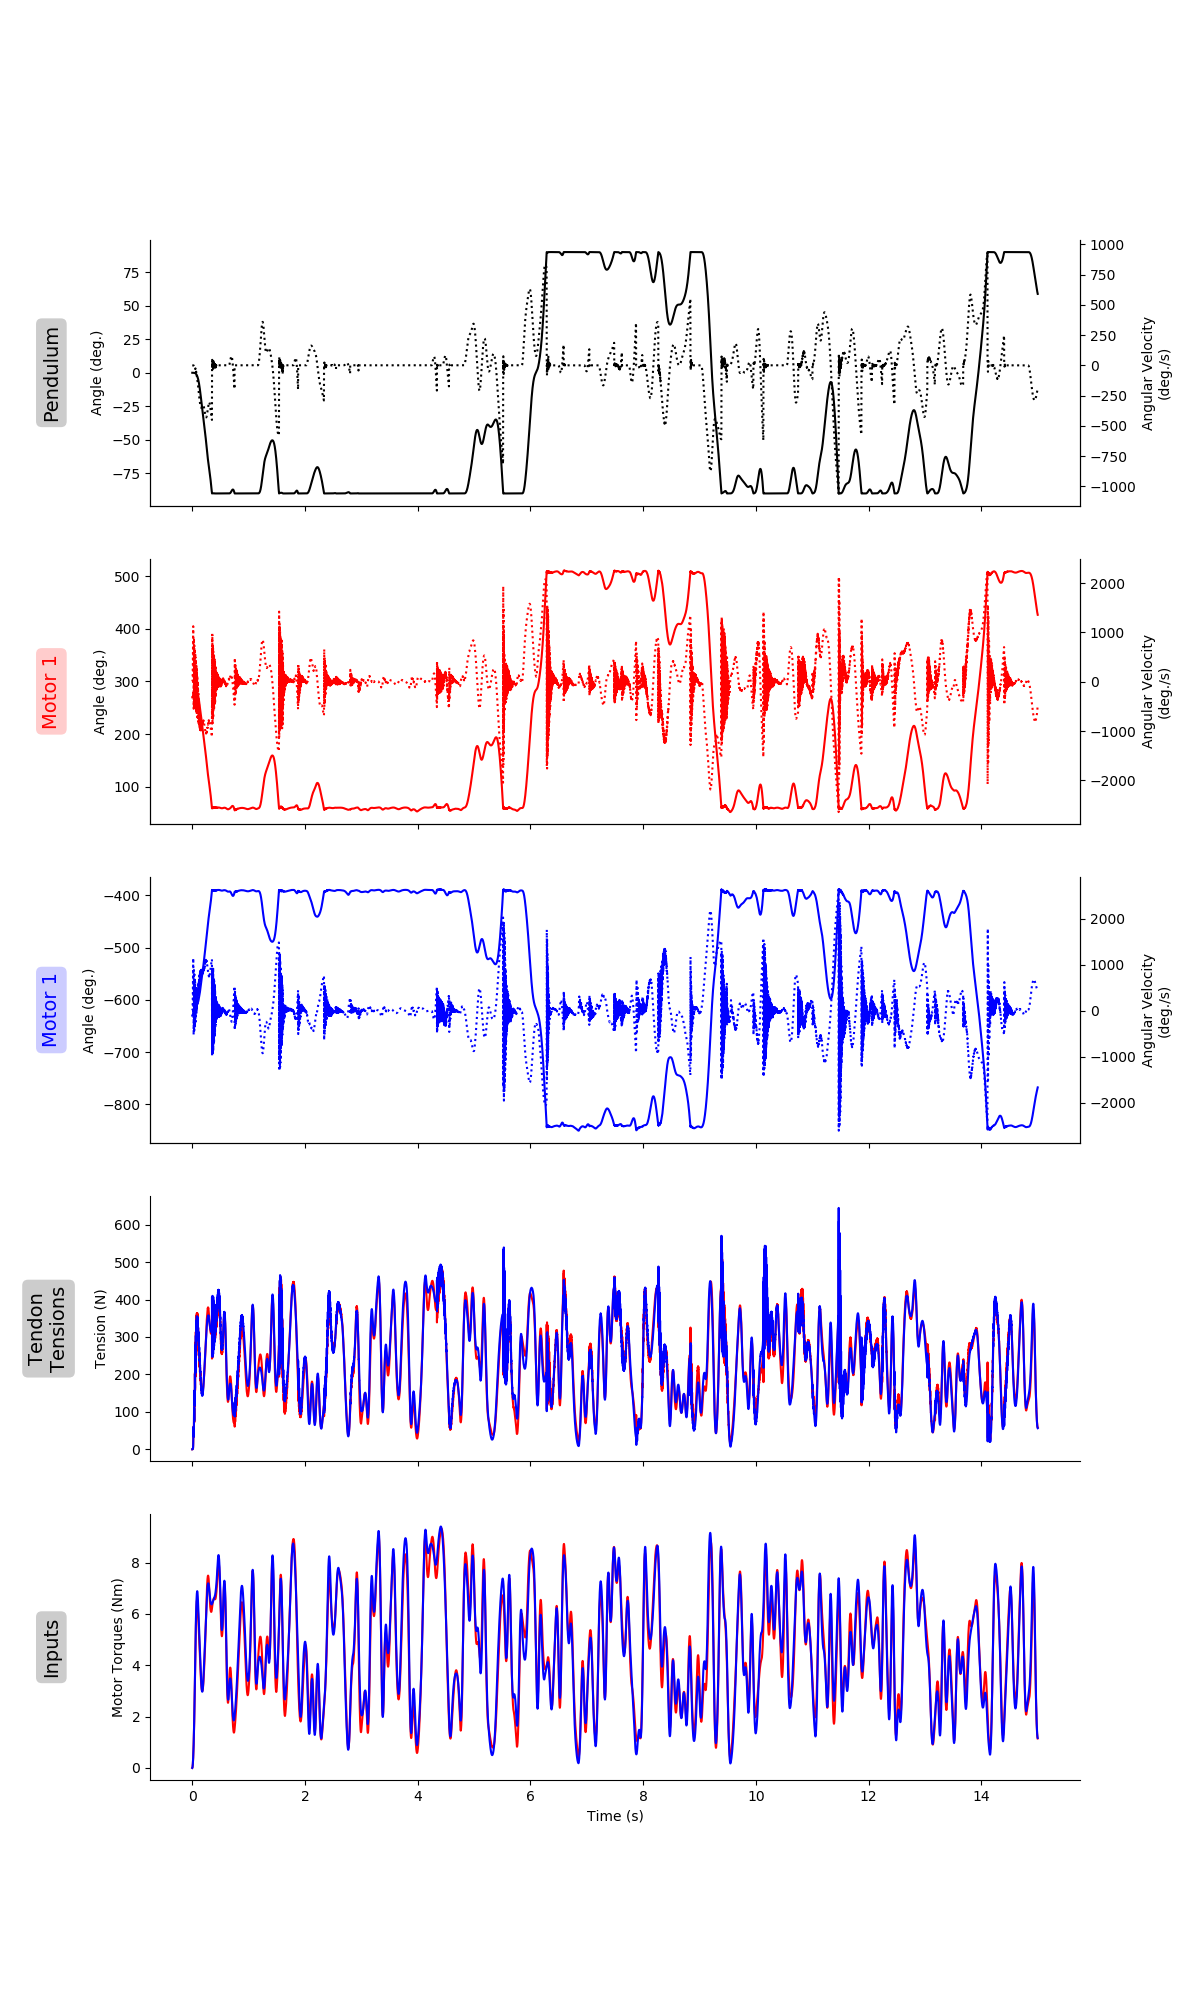 Pendulum
Angle (deg.)
75
50
25
0
−25
−50
−75
1000
750
500
250
0
−250
−500
−750
−1000
Angular Velocity
(deg./s)
Motor 1
Angle (deg.)
500
400
300
200
100
2000
1000
0
−1000
−2000
Angular Velocity
(deg./s)
Motor 1
Angle (deg.)
−400
−500
−600
−700
−800
2000
1000
0
−1000
−2000
Angular Velocity
(deg./s)
Tendon
Tensions
Tension (N)
600
500
400
300
200
100
0
Inputs
Motor Torques (Nm)
8
6
4
2
0
0 2 4 6 8 10 12 14
Time (s)